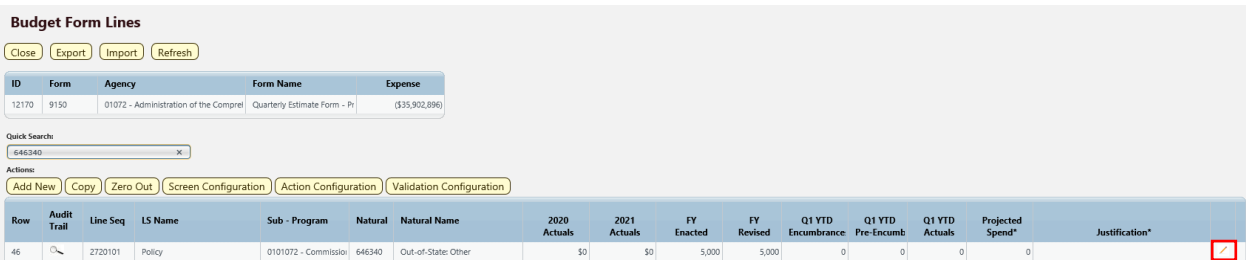 Budget Form Lines
Close Export Import Refresh
ID Form Agency Form Name Expense
12170 9150 01072 - Administration of the Comprel Quarterly Estimate Form - Pr ($35,902,896)
Quick Search:
646340 ×
Actions:
Add New Copy Zero Out Screen Configuration Action Configuration Validation Configuration
Row Audit Trail Line Seq LS Name Sub - Program Natural Natural Name 2020 Actuals 2021 Actuals FY Enacted FY Revised Q1 YTD Encumbrance Q1 YTD Pre-Encumb Q1 YTD Actuals Projected Spend* Justification*
46 2720101 Policy 0101072 - Commission 646340 Out-of-State: Other $0 $0 5,000 5,000 0 0 0 0